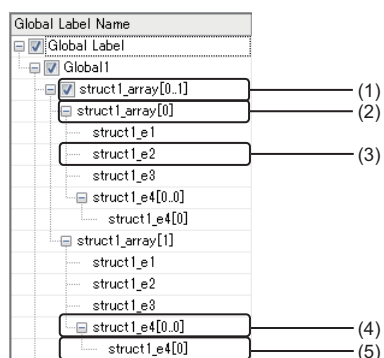 Global Label Name
Global Label
Global1
struct1_array[0..1] (1)
struct1_array[0] (2)
struct1_e1
struct1_e2 (3)
struct1_e3
struct1_e4[0..0]
struct1_e4[0]
struct1_array[1]
struct1_e1
struct1_e2
struct1_e3
struct1_e4[0..0] (4)
struct1_e4[0] (5)